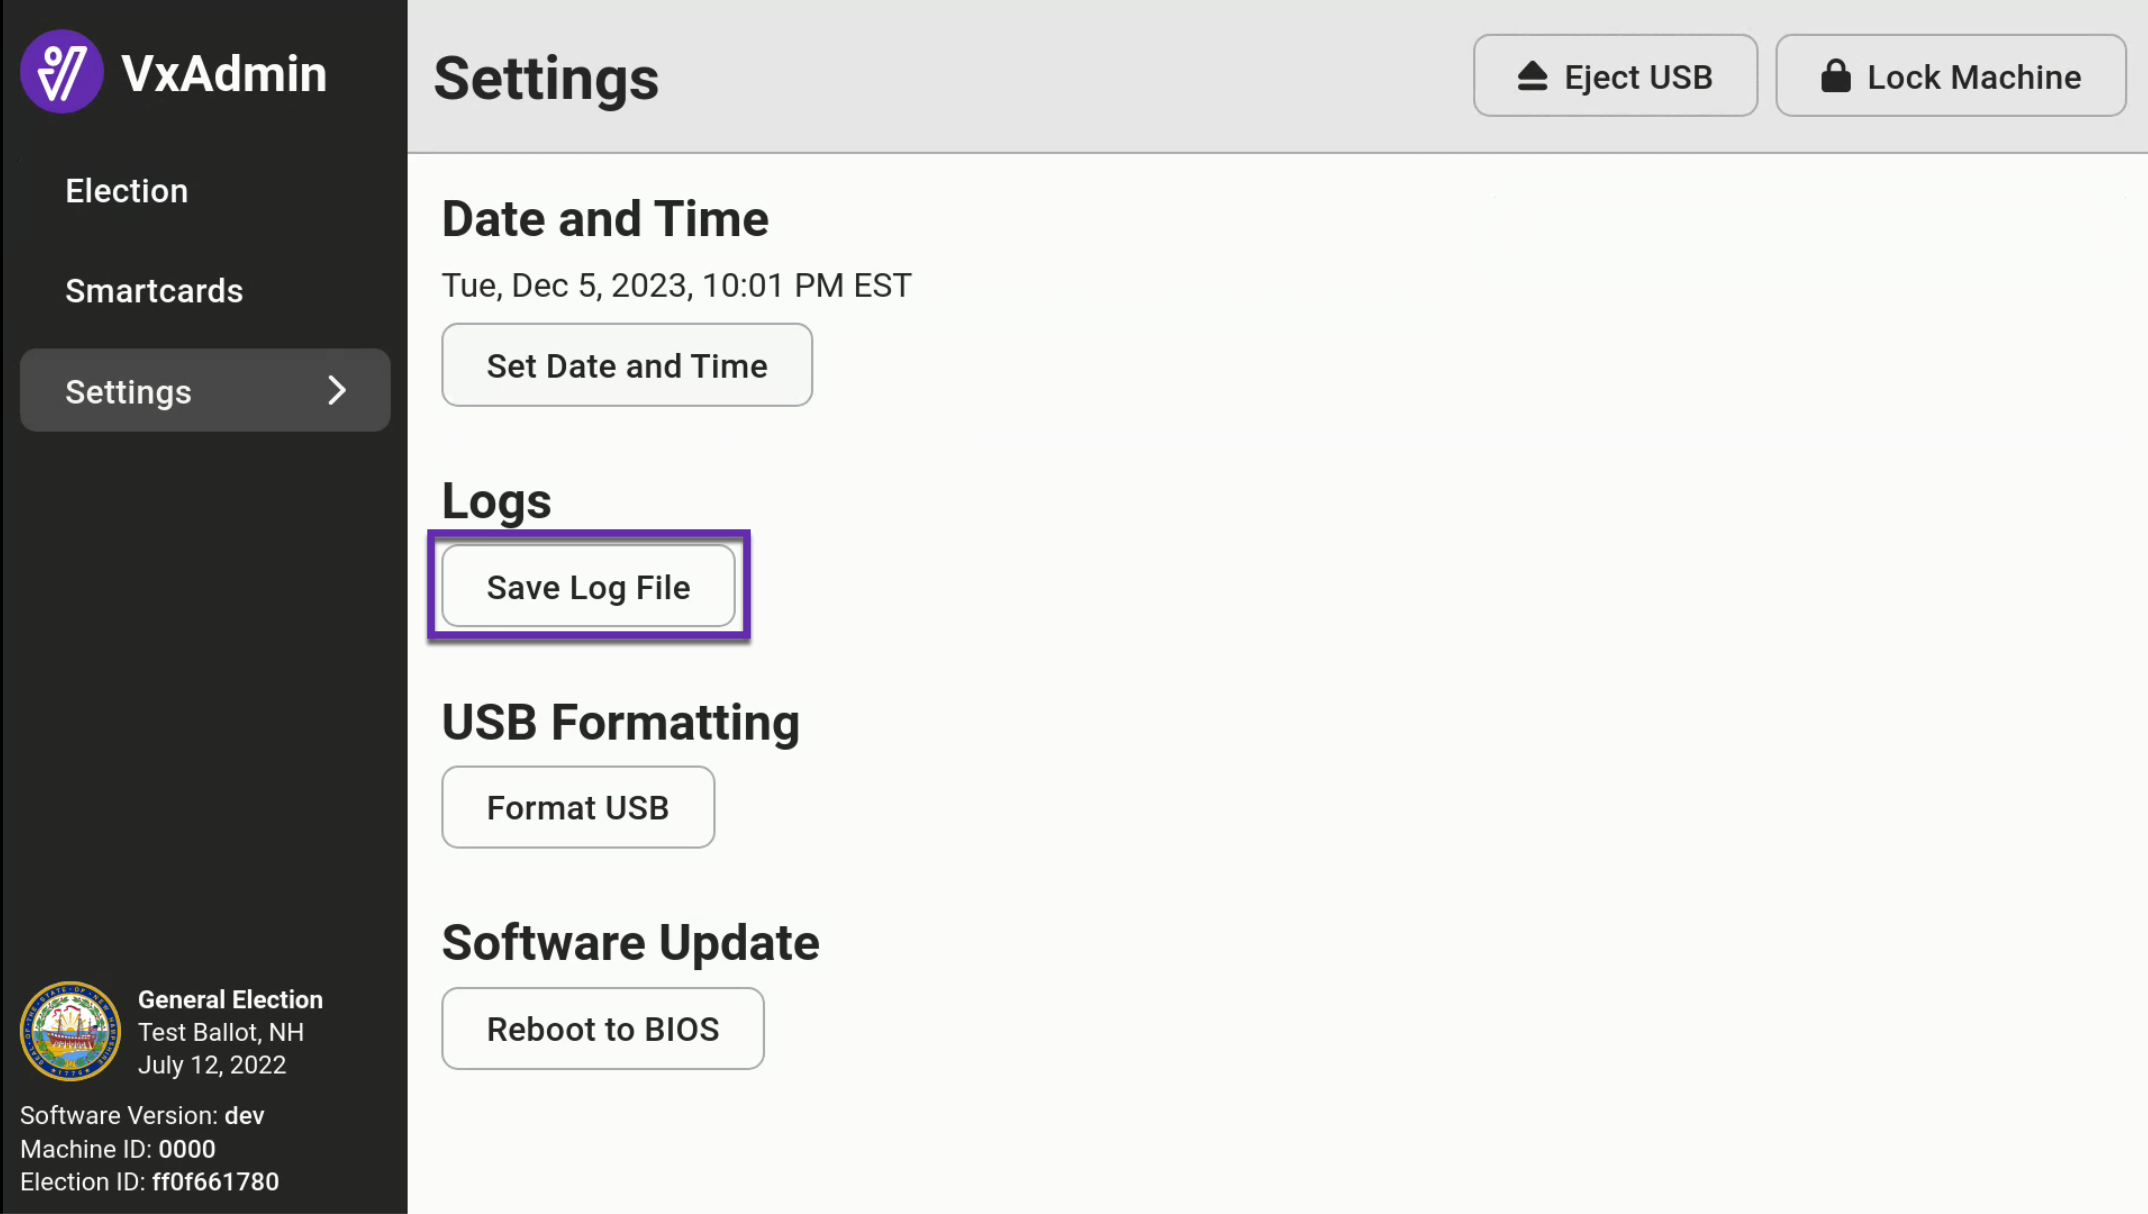 VxAdmin
Election
Smartcards
Settings
General Election
Test Ballot, NH
July 12, 2022
Software Version: dev
Machine ID: 0000
Election ID: ff0f661780
Settings
Eject USB
Lock Machine
Date and Time
Tue, Dec 5, 2023, 10:01 PM EST
Set Date and Time
Logs
Save Log File
USB Formatting
Format USB
Software Update
Reboot to BIOS